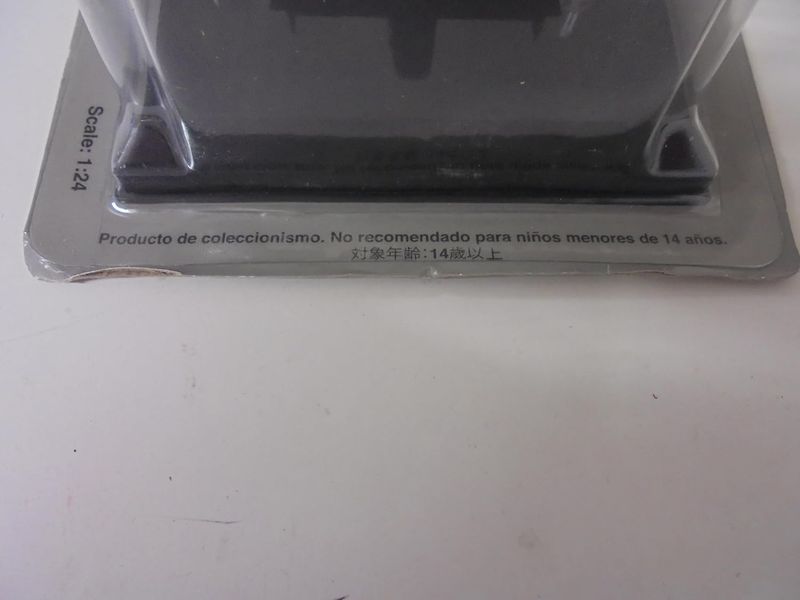 Scale: 1:24
Producto de coleccionismo. No recomendado para niños menores de 14 años.
対象年齢:14歳以上